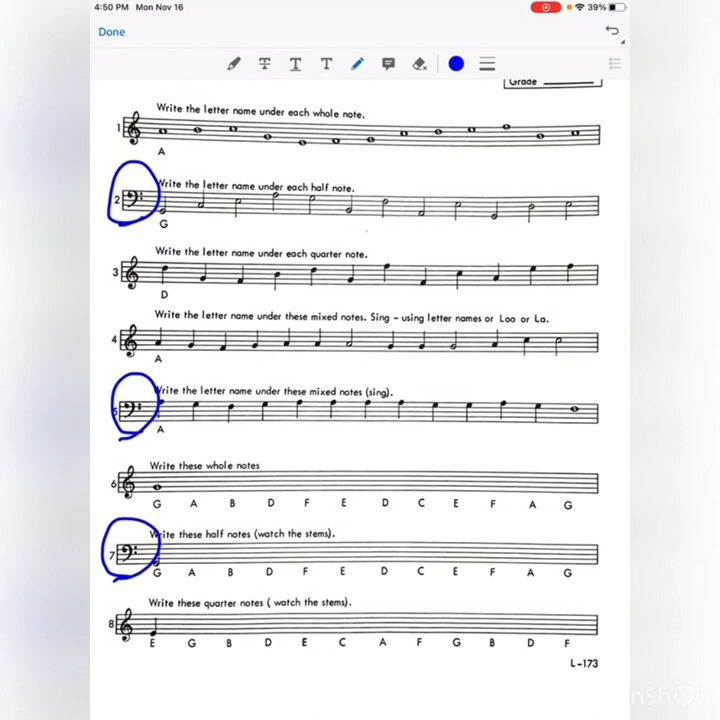 4:50 PM Mon Nov 16
39%
Done
T T T
Grade
1 Write the letter name under each whole note.
A
2 Write the letter name under each half note.
G
3 Write the letter name under each quarter note.
D
4 Write the letter name under these mixed notes. Sing - using letter names or Loo or La.
A
5 Write the letter name under these mixed notes (sing).
A
6 Write these whole notes
G A B D F E D C E F A G
7 Write these half notes (watch the stems).
G A B D F E D C E F A G
8 Write these quarter notes ( watch the stems).
E G B D E C A F G B D F
L-173